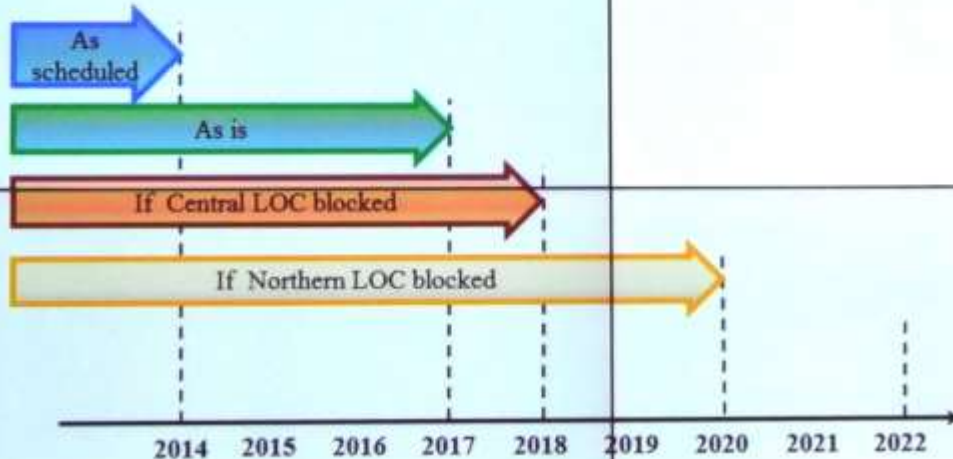 As
scheduled
As is
If Central LOC blocked
If Northern LOC blocked
2014 2015 2016 2017 2018 2019 2020 2021 2022